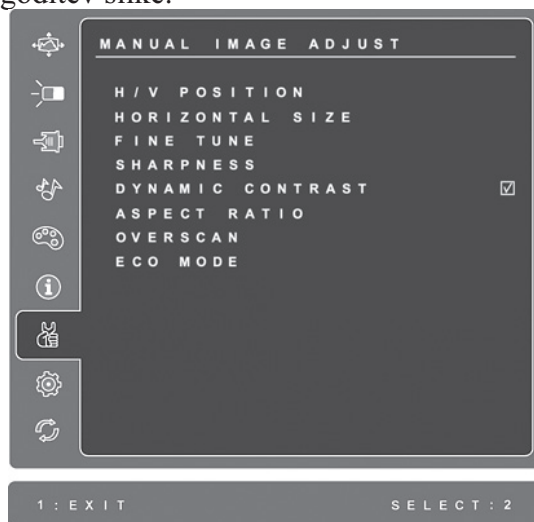 goditev slike.
MANUAL IMAGE ADJUST
H/V POSITION
HORIZONTAL SIZE
FINE TUNE
SHARPNESS
DYNAMIC CONTRAST
ASPECT RATIO
OVERSCAN
ECO MODE
1:EXIT SELECT:2